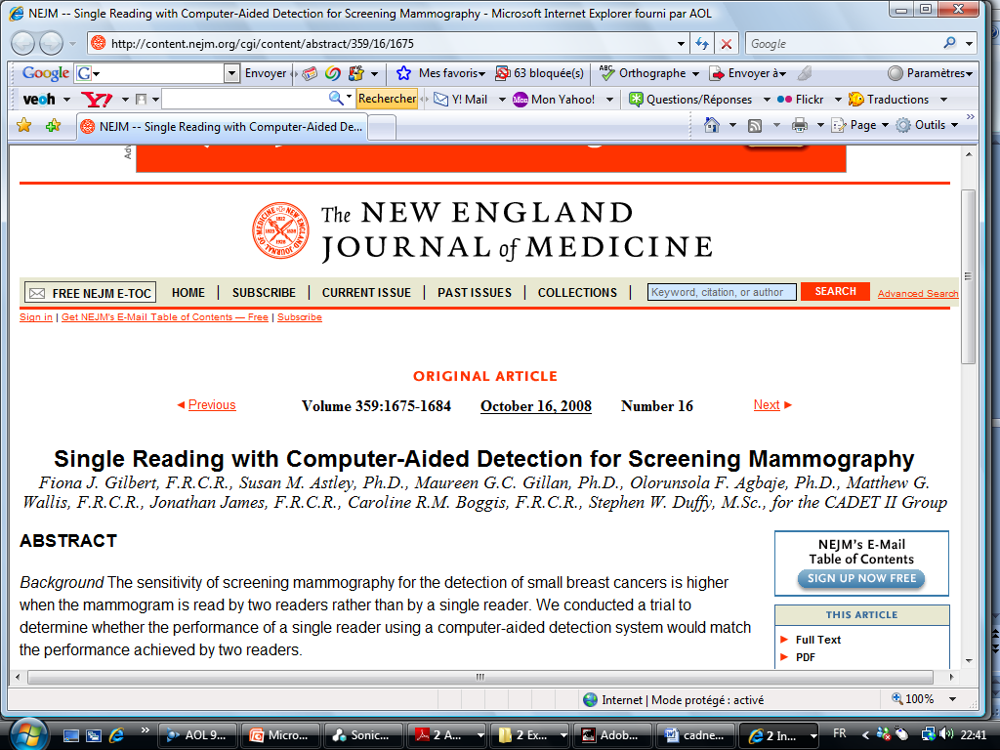 NEJM -- Single Reading with Computer-Aided Detection for Screening Mammography - Microsoft Internet Explorer fourni par AOL
http://content.nejm.org/cgi/content/abstract/359/16/1675
Google
Google G Envoyer Mes favoris 63 bloquée(s) ABC Orthographe Envoyer à Paramètres
veoh Y! Rechercher Y! Mail Mon Mon Yahoo! Questions/Réponses Flickr Traductions
NEJM -- Single Reading with Computer-Aided De... Page Outils
Adv
The NEW ENGLAND
JOURNAL of MEDICINE
FREE NEJM E-TOC HOME | SUBSCRIBE | CURRENT ISSUE | PAST ISSUES | COLLECTIONS | Keyword, citation, or author SEARCH Advanced Search
Sign in | Get NEJM's E-Mail Table of Contents — Free | Subscribe
ORIGINAL ARTICLE
Previous Volume 359:1675-1684 October 16, 2008 Number 16 Next
Single Reading with Computer-Aided Detection for Screening Mammography
Fiona J. Gilbert, F.R.C.R., Susan M. Astley, Ph.D., Maureen G.C. Gillan, Ph.D., Olorunsola F. Agbaje, Ph.D., Matthew G.
Wallis, F.R.C.R., Jonathan James, F.R.C.R., Caroline R.M. Boggis, F.R.C.R., Stephen W. Duffy, M.Sc., for the CADET II Group
ABSTRACT
Background The sensitivity of screening mammography for the detection of small breast cancers is higher
when the mammogram is read by two readers rather than by a single reader. We conducted a trial to
determine whether the performance of a single reader using a computer-aided detection system would match
the performance achieved by two readers.
NEJM's E-Mail
Table of Contents
SIGN UP NOW FREE
THIS ARTICLE
Full Text
PDF
Internet | Mode protégé : activé 100%
AOL 9... Micro... Sonic... 2 A... 2 Ex... Adob... cadne... 2 In... FR 22:41